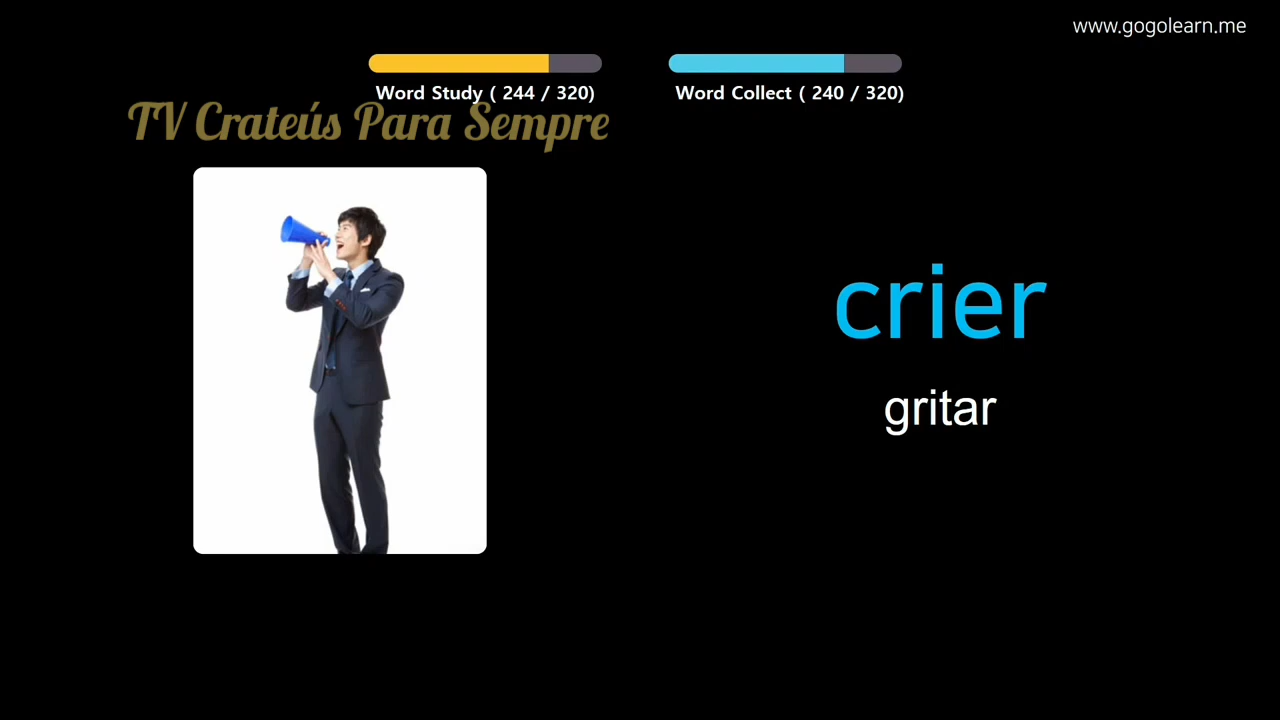 www.gogolearn.me
Word Study ( 244 / 320)
Word Collect ( 240 / 320)
TV Crateús Para Sempre
crier
gritar